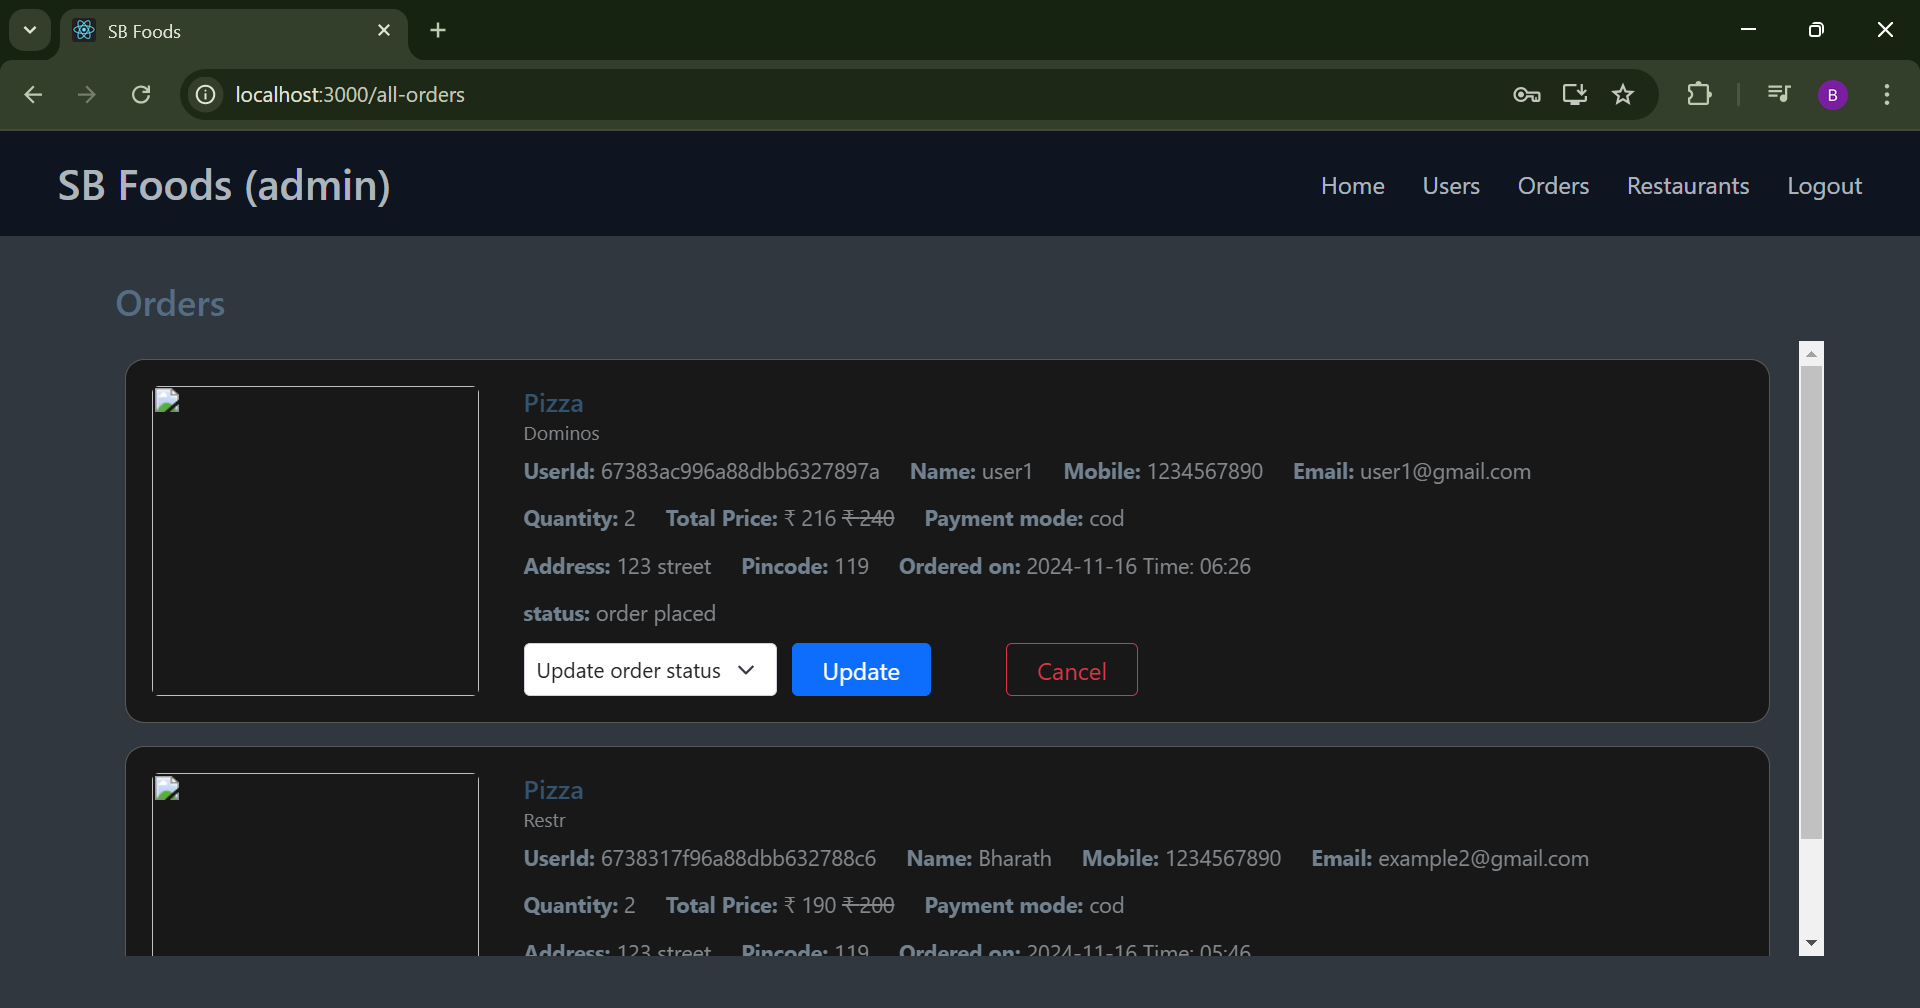 SB Foods
localhost:3000/all-orders
B
SB Foods (admin)
Home Users Orders Restaurants Logout
Orders
Pizza
Dominos
UserId: 67383ac996a88dbb6327897a Name: user1 Mobile: 1234567890 Email: user1@gmail.com
Quantity: 2 Total Price: ₹ 216 ₹ 240 Payment mode: cod
Address: 123 street Pincode: 119 Ordered on: 2024-11-16 Time: 06:26
status: order placed
Update order status Update Cancel
Pizza
Restr
UserId: 6738317f96a88dbb632788c6 Name: Bharath Mobile: 1234567890 Email: example2@gmail.com
Quantity: 2 Total Price: ₹ 190 ₹ 200 Payment mode: cod
Address: 123 street Pincode: 119 Ordered on: 2024-11-16 Time: 05:46